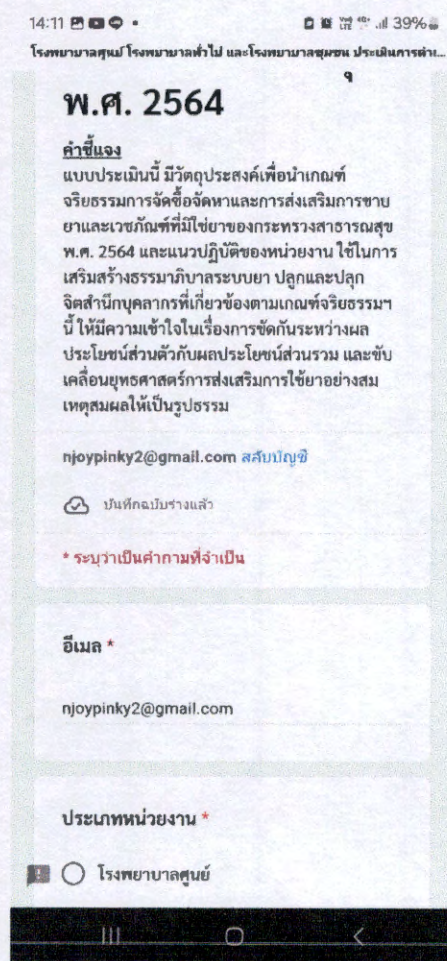 14:11
39%
โรงพยาบาลศูนย์ โรงพยาบาลทั่วไป และโรงพยาบาลชุมชน ประเมินการดำเ...
พ.ศ. 2564
คำชี้แจง
แบบประเมินนี้ มีวัตถุประสงค์เพื่อนำเกณฑ์
จริยธรรมการจัดซื้อจัดหาและการส่งเสริมการขาย
ยาและเวชภัณฑ์ที่มิใช่ยาของกระทรวงสาธารณสุข
พ.ศ. 2564 และแนวปฏิบัติของหน่วยงาน ใช้ในการ
เสริมสร้างธรรมาภิบาลระบบยา ปลูกและปลุก
จิตสำนึกบุคลากรที่เกี่ยวข้องตามเกณฑ์จริยธรรมฯ
นี้ ให้มีความเข้าใจในเรื่องการขัดกันระหว่างผล
ประโยชน์ส่วนตัวกับผลประโยชน์ส่วนรวม และขับ
เคลื่อนยุทธศาสตร์การส่งเสริมการใช้ยาอย่างสม
เหตุสมผลให้เป็นรูปธรรม
njoypinky2@gmail.com สลับบัญชี
บันทึกฉบับร่างแล้ว
* ระบุว่าเป็นคำถามที่จำเป็น
อีเมล *
njoypinky2@gmail.com
ประเภทหน่วยงาน *
โรงพยาบาลศูนย์